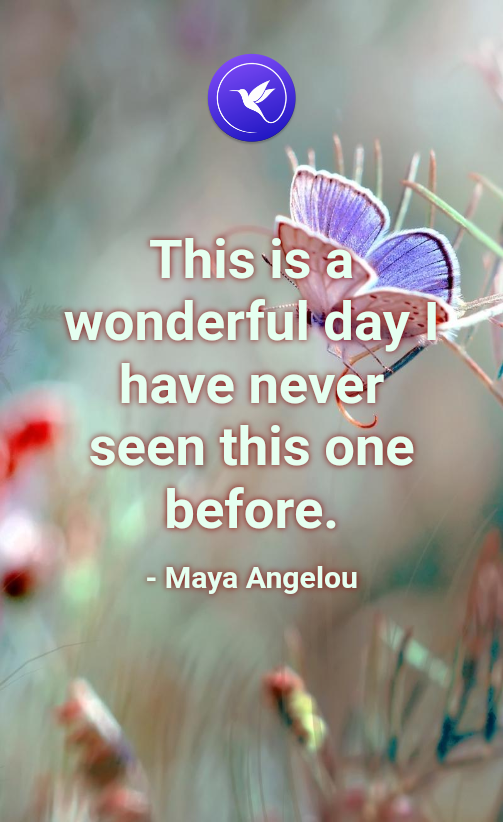 This is a
wonderful day I
have never
seen this one
before.
- Maya Angelou